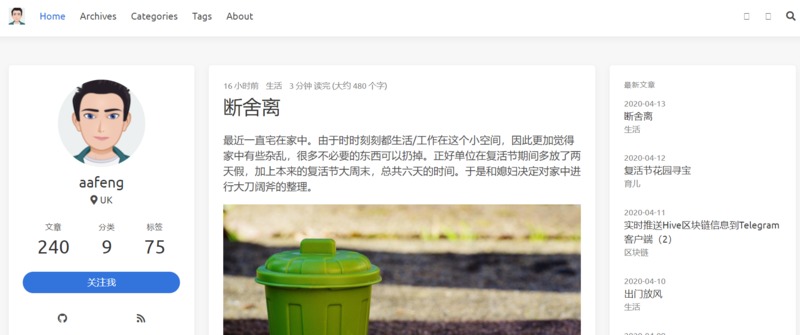 Home Archives Categories Tags About
aafeng
UK
文章 分类 标签
240 9 75
关注我
16 小时前 生活 3 分钟 读完 (大约 480 个字)
断舍离
最近一直宅在家中。由于时时刻刻都生活/工作在这个小空间，因此更加觉得
家中有些杂乱，很多不必要的东西可以扔掉。正好单位在复活节期间多放了两
天假，加上本来的复活节大周末，总共六天的时间。于是和媳妇决定对家中进
行大刀阔斧的整理。
最新文章
2020-04-13
断舍离
生活
2020-04-12
复活节花园寻宝
育儿
2020-04-11
实时推送Hive区块链信息到Telegram
客户端（2）
区块链
2020-04-10
出门放风
生活